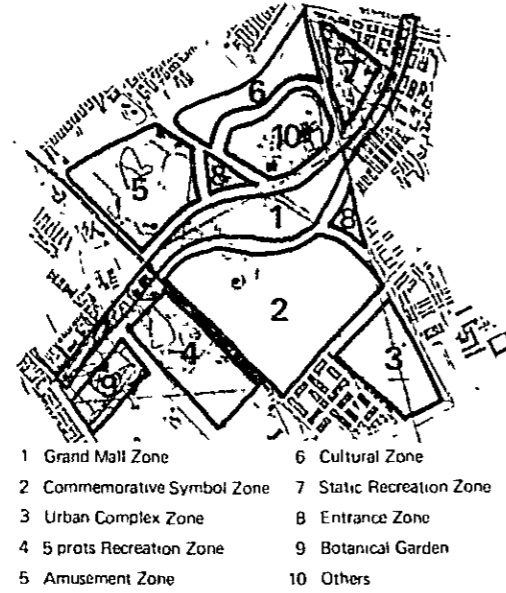 7
6
10
8
5
1
8
2
4
3
9
1 Grand Mall Zone
2 Commemorative Symbol Zone
3 Urban Complex Zone
4 5 prots Recreation Zone
5 Amusement Zone
6 Cultural Zone
7 Static Recreation Zone
8 Entrance Zone
9 Botanical Garden
10 Others